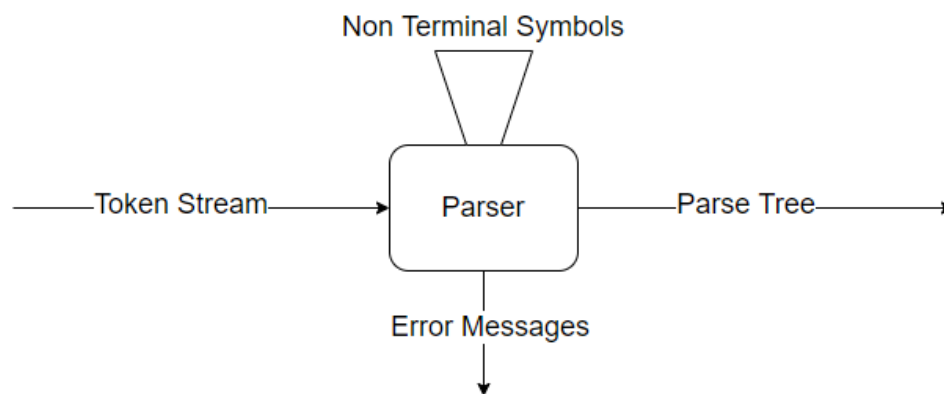 Non Terminal Symbols
Token Stream
Parser
Parse Tree
Error Messages